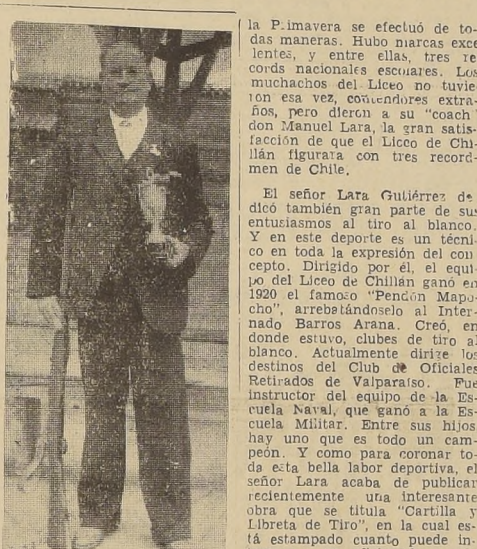 la P.imavera se efectuó de to-
das maneras. Hubo marcas exce
lentes, y entre ellas, tres re
cords nacionales escolares. Los
muchachos del Liceo no tuvie
ron esa vez, contendores extra-
ños, pero dieron a su "coach"
don Manuel Lara, la gran satis-
facción de que el Liceo de Chi-
llán figurara con tres record-
men de Chile.
El señor Lara Gutiérrez de
dicó también gran parte de sus
entusiasmos al tiro al blanco.
Y en este deporte es un técni-
co en toda la expresión del con
cepto. Dirigido por él, el equi-
po del Liceo de Chillán ganó en
1920 el famoso "Pendón Mapo-
cho", arrebatándoselo al Inter-
nado Barros Arana. Creó, en
donde estuvo, clubes de tiro al
blanco. Actualmente dirige los
destinos del Club de Oficiales
Retirados de Valparaíso. Fue
instructor del equipo de la Es-
cuela Naval, que ganó a la Es-
cuela Militar. Entre sus hijos
hay uno que es todo un cam-
peón. Y como para coronar to-
da esta bella labor deportiva, el
señor Lara acaba de publicar
recientemente una interesante
obra que se titula "Cartilla y
Libreta de Tiro", en la cual es-
tá estampado cuanto puede in-